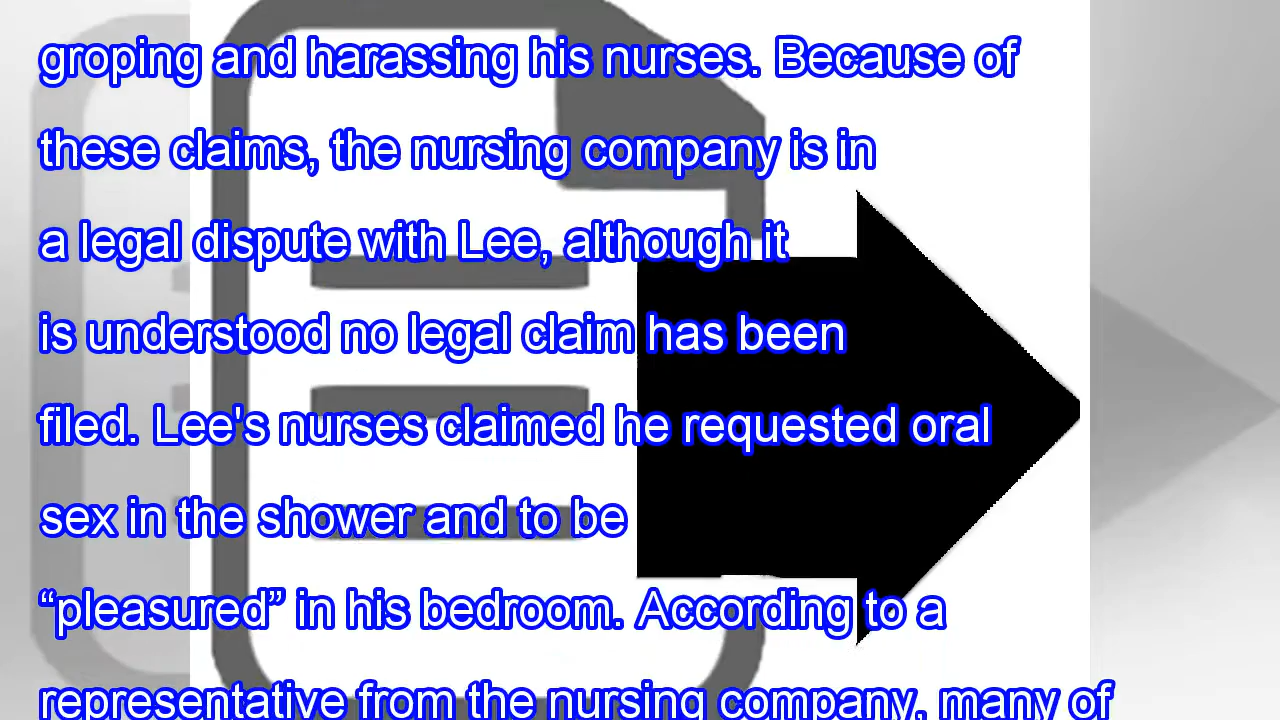 groping and harassing his nurses. Because of
these claims, the nursing company is in
a legal dispute with Lee, although it
is understood no legal claim has been
filed. Lee's nurses claimed he requested oral
sex in the shower and to be
“pleasured” in his bedroom. According to a
representative from the nursing company, many of